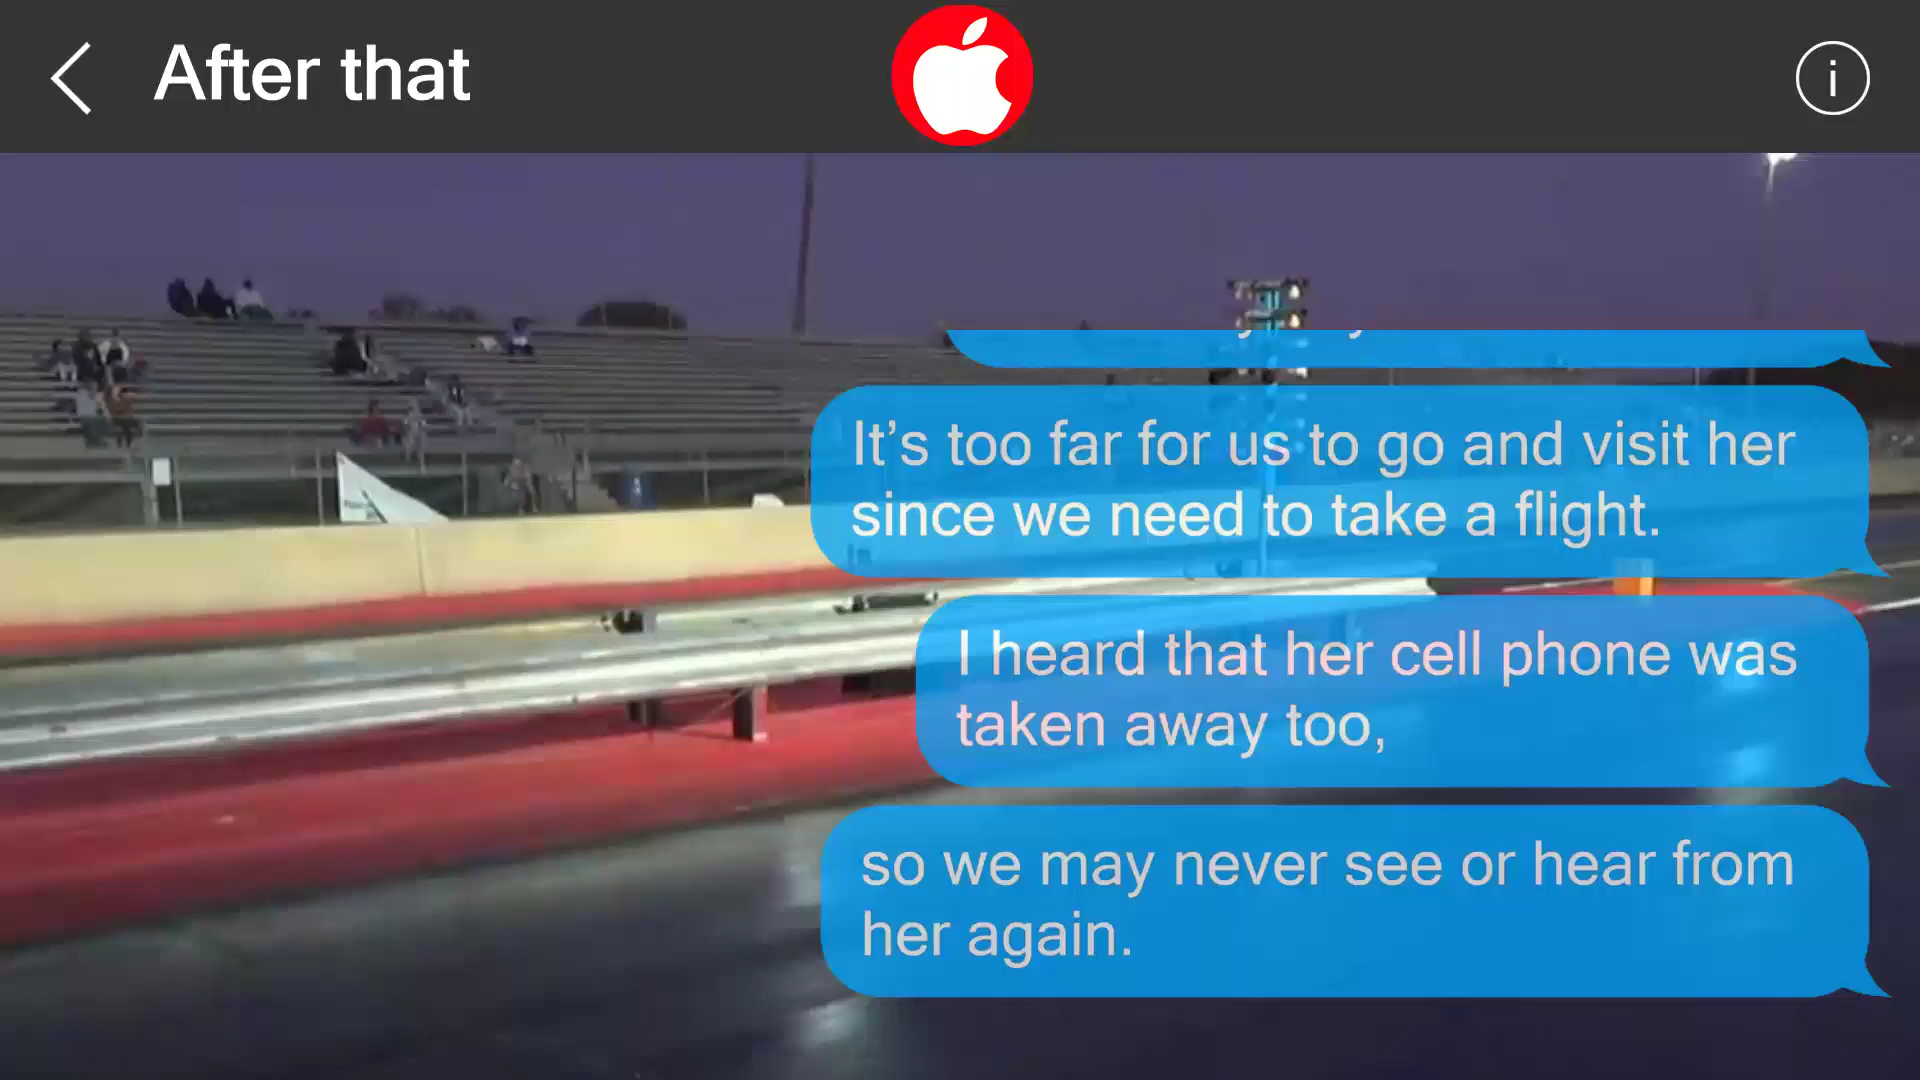 After that
It's too far for us to go and visit her
since we need to take a flight.
I heard that her cell phone was
taken away too,
so we may never see or hear from
her again.